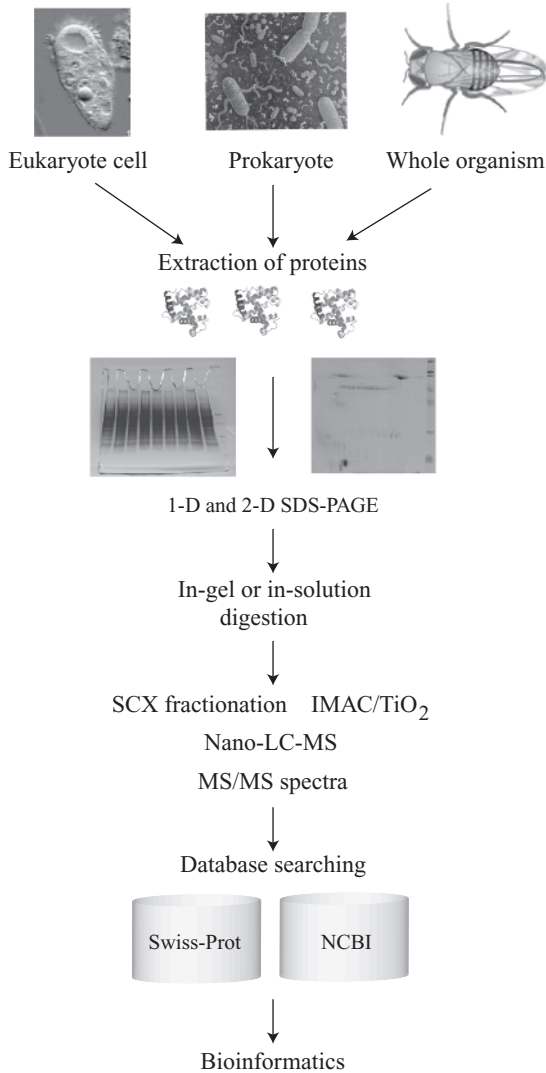 Eukaryote cell
Prokaryote
Whole organism
Extraction of proteins
1-D and 2-D SDS-PAGE
In-gel or in-solution
digestion
SCX fractionation IMAC/TiO2
Nano-LC-MS
MS/MS spectra
Database searching
Swiss-Prot
NCBI
Bioinformatics